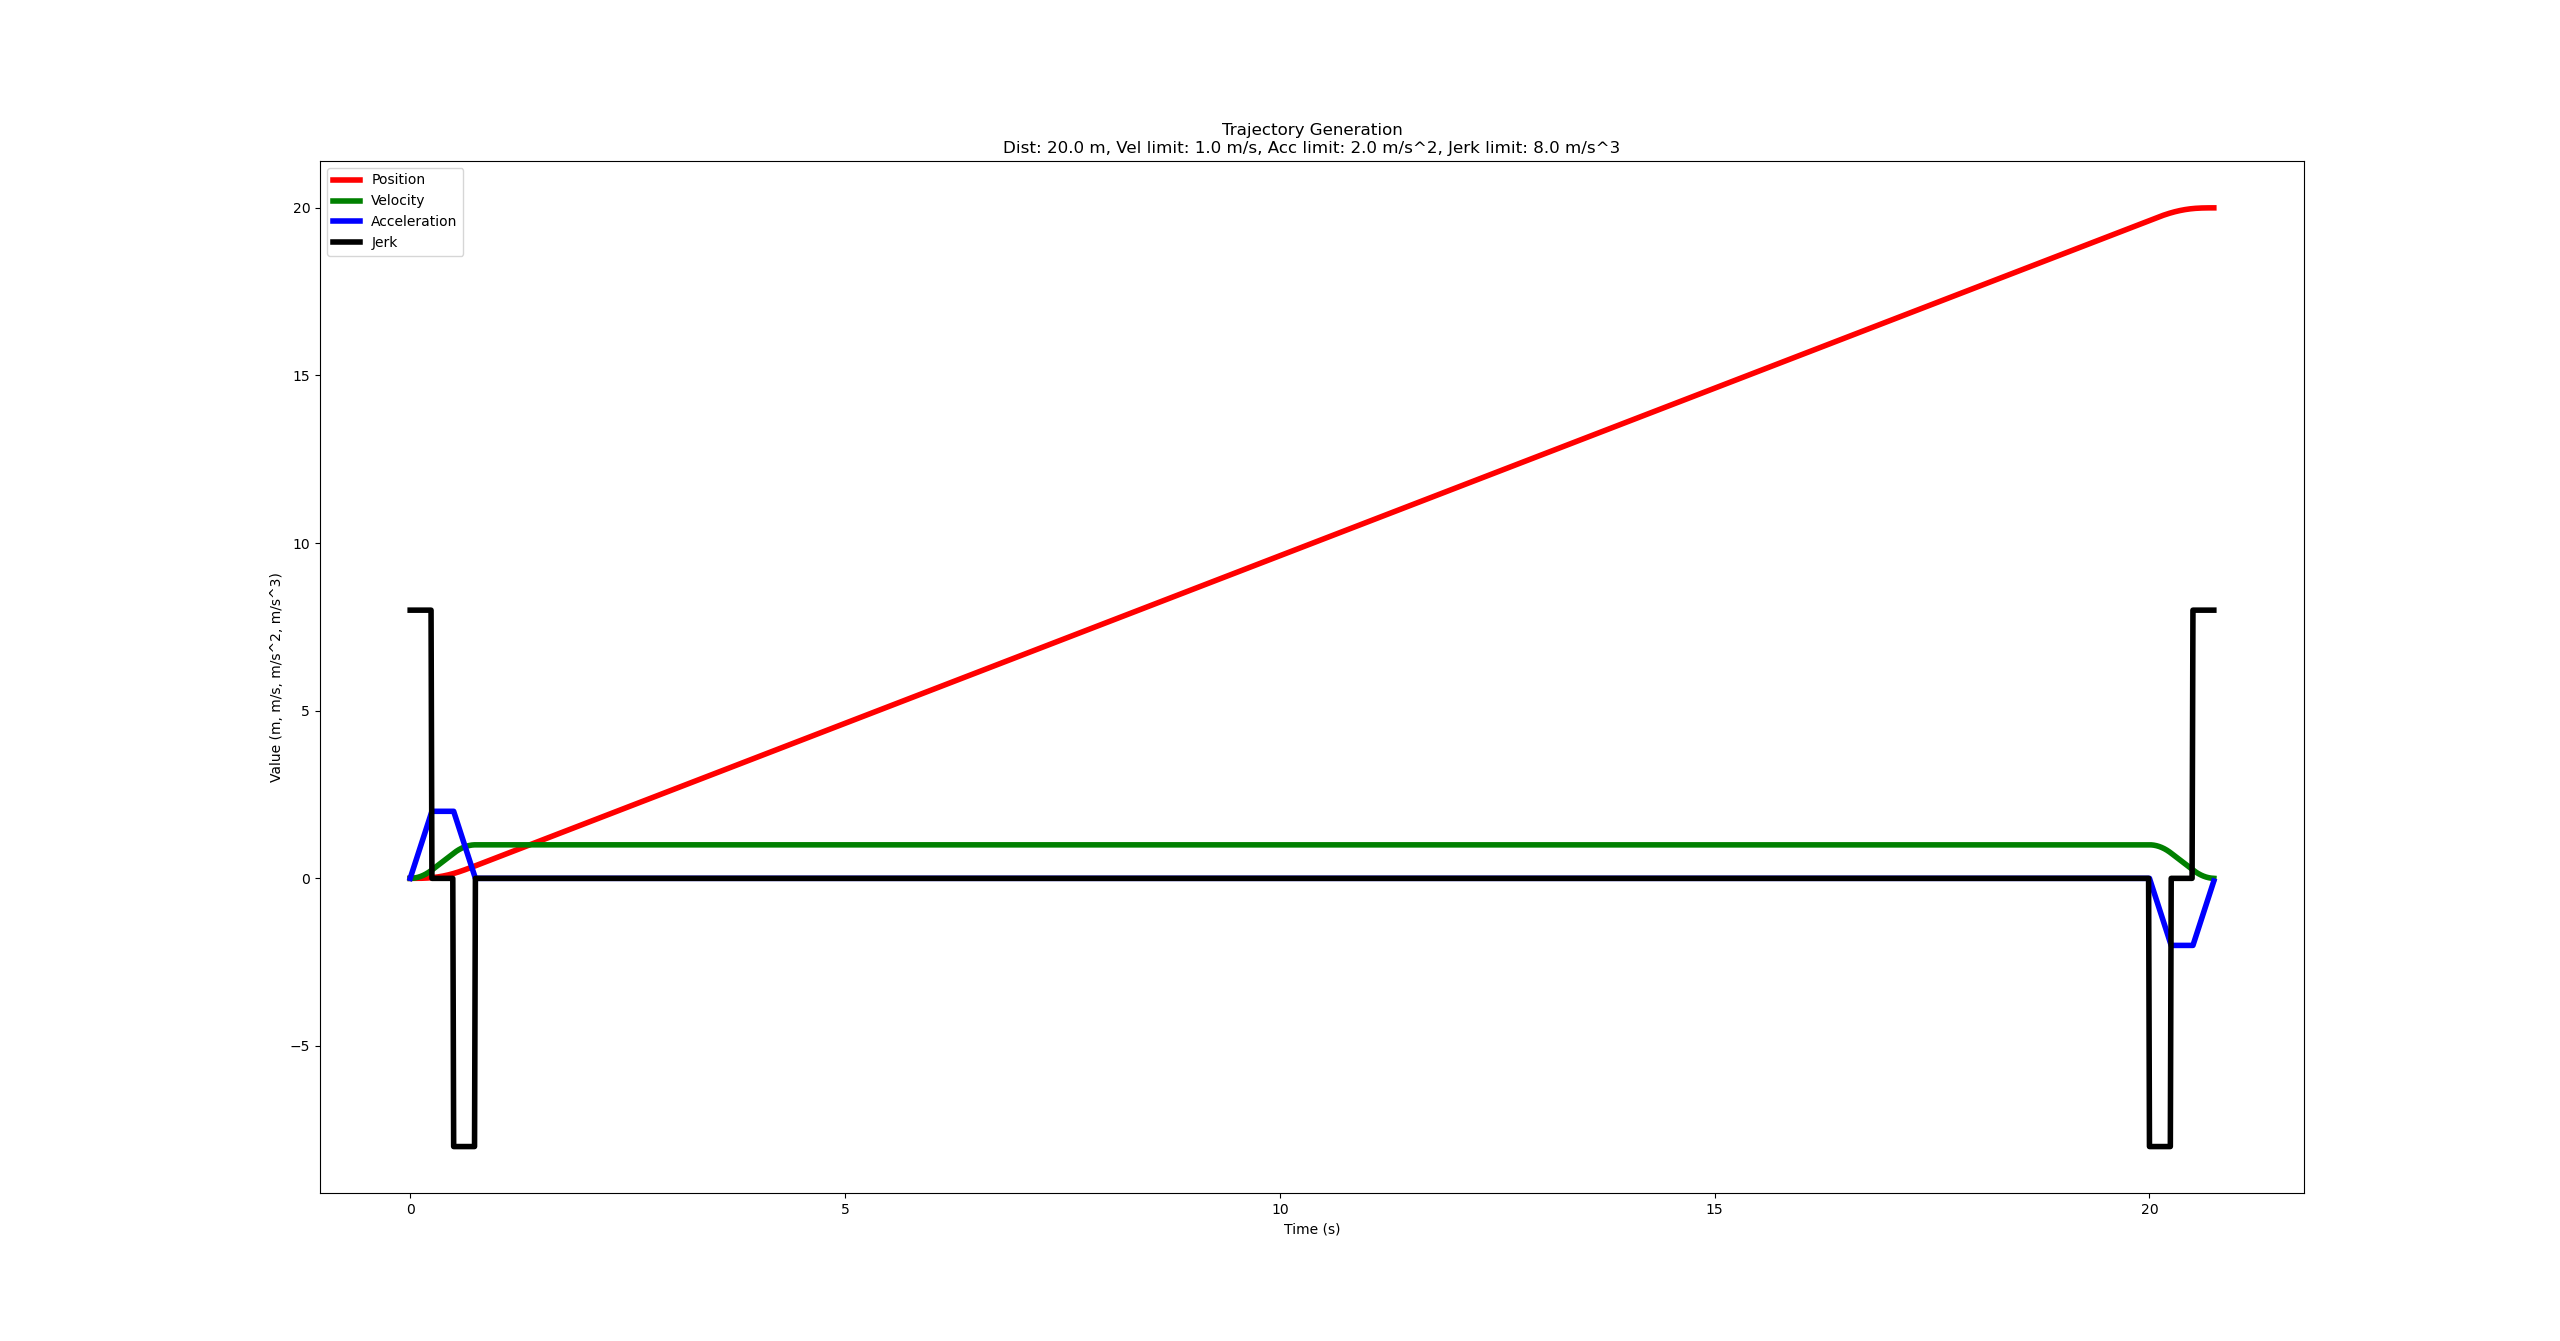 Trajectory Generation
Dist: 20.0 m, Vel limit: 1.0 m/s, Acc limit: 2.0 m/s^2, Jerk limit: 8.0 m/s^3
Position
Velocity
Acceleration
Jerk
20
15
10
5
0
−5
Value (m, m/s, m/s^2, m/s^3)
0 5 10 15 20
Time (s)